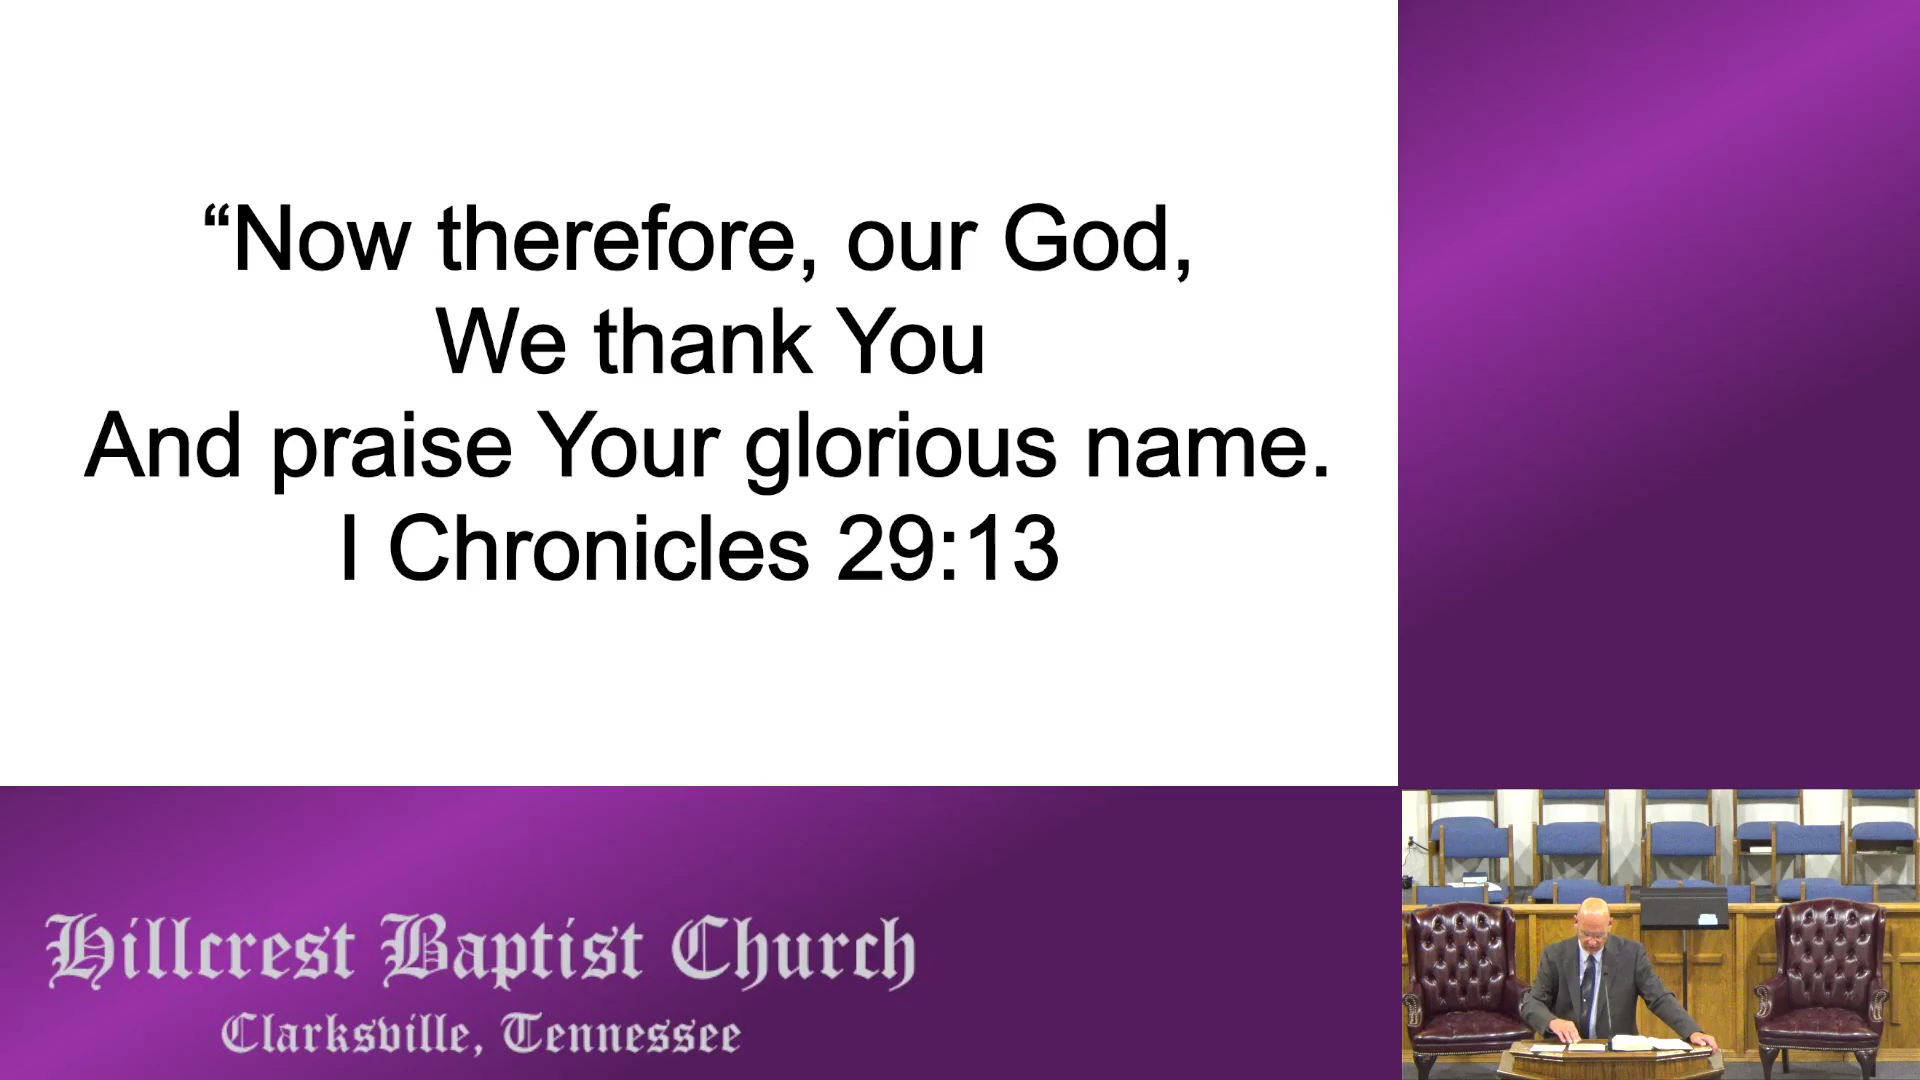 “Now therefore, our God,
We thank You
And praise Your glorious name.
I Chronicles 29:13
Hillcrest Baptist Church
Clarksville, Tennessee